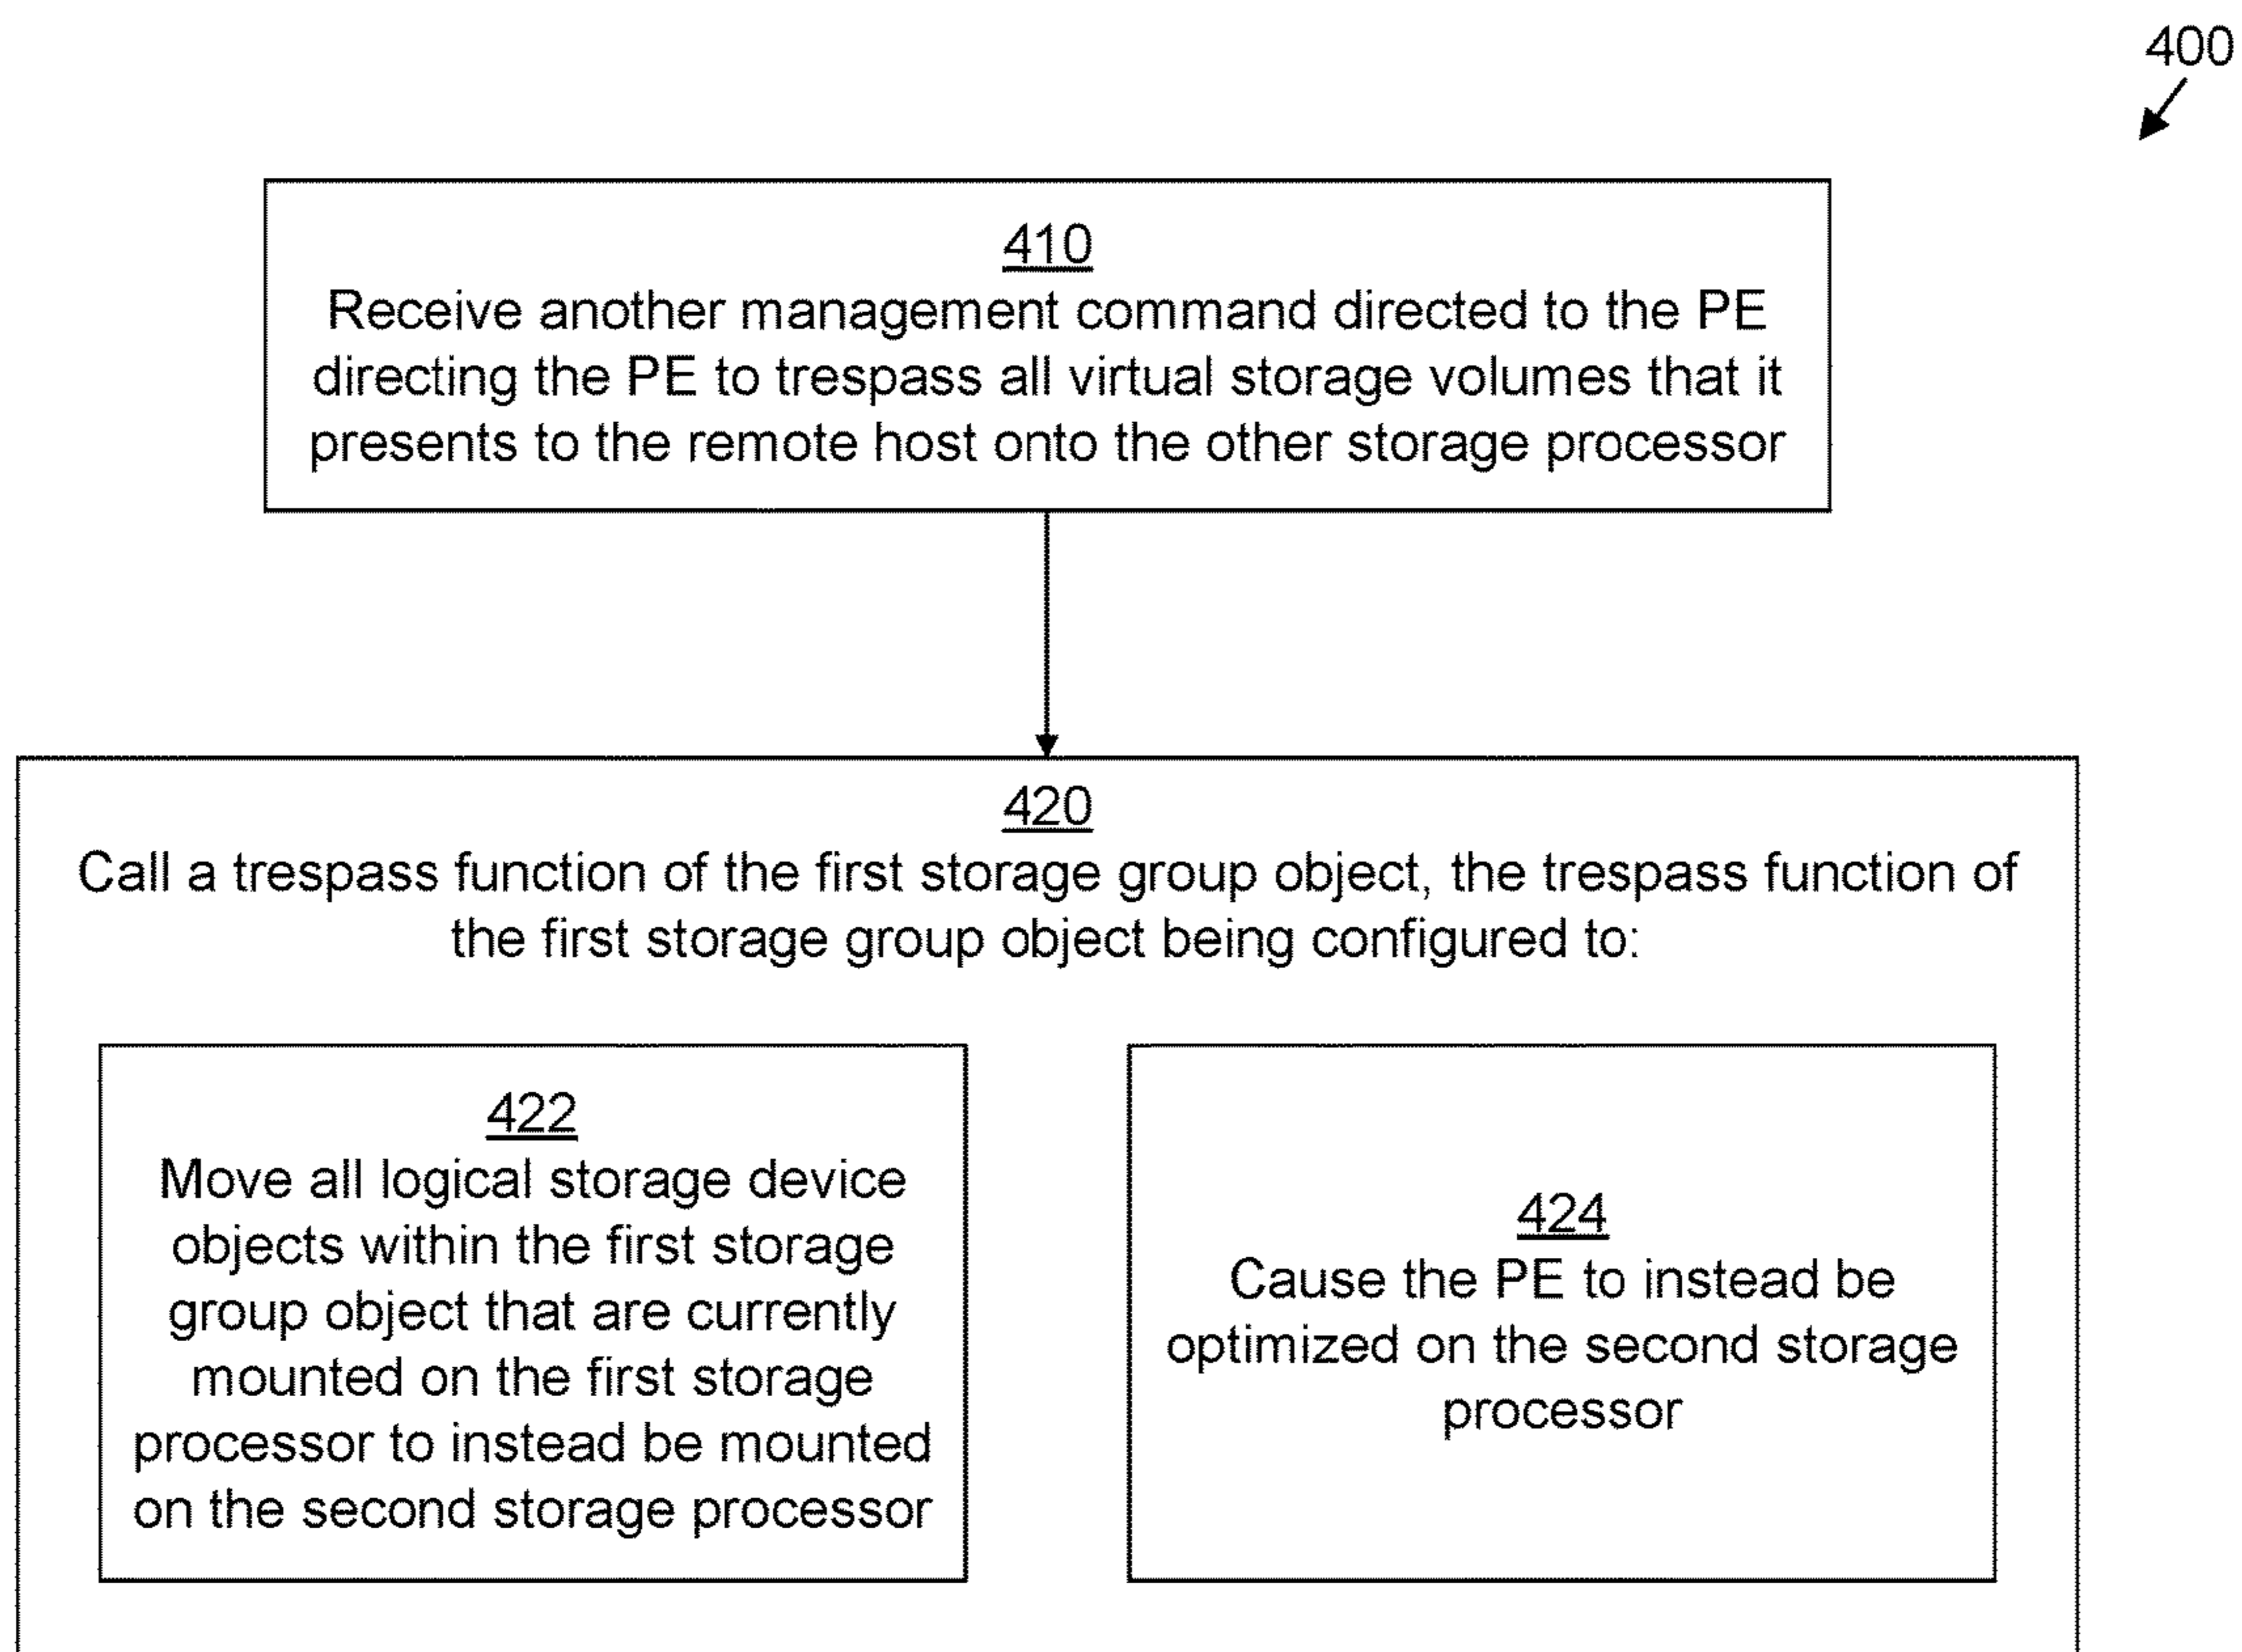 400
410
Receive another management command directed to the PE
directing the PE to trespass all virtual storage volumes that it
presents to the remote host onto the other storage processor
420
Call a trespass function of the first storage group object, the trespass function of
the first storage group object being configured to:
422
Move all logical storage device
objects within the first storage
group object that are currently
mounted on the first storage
processor to instead be mounted
on the second storage processor
424
Cause the PE to instead be
optimized on the second storage
processor